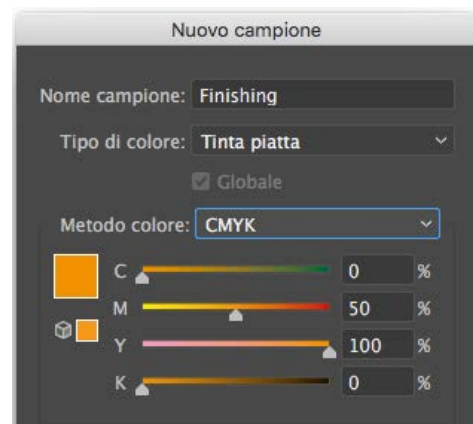 Nuovo campione
Nome campione: Finishing
Tipo di colore: Tinta piatta
Globale
Metodo colore: CMYK
C 0 %
M 50 %
Y 100 %
K 0 %